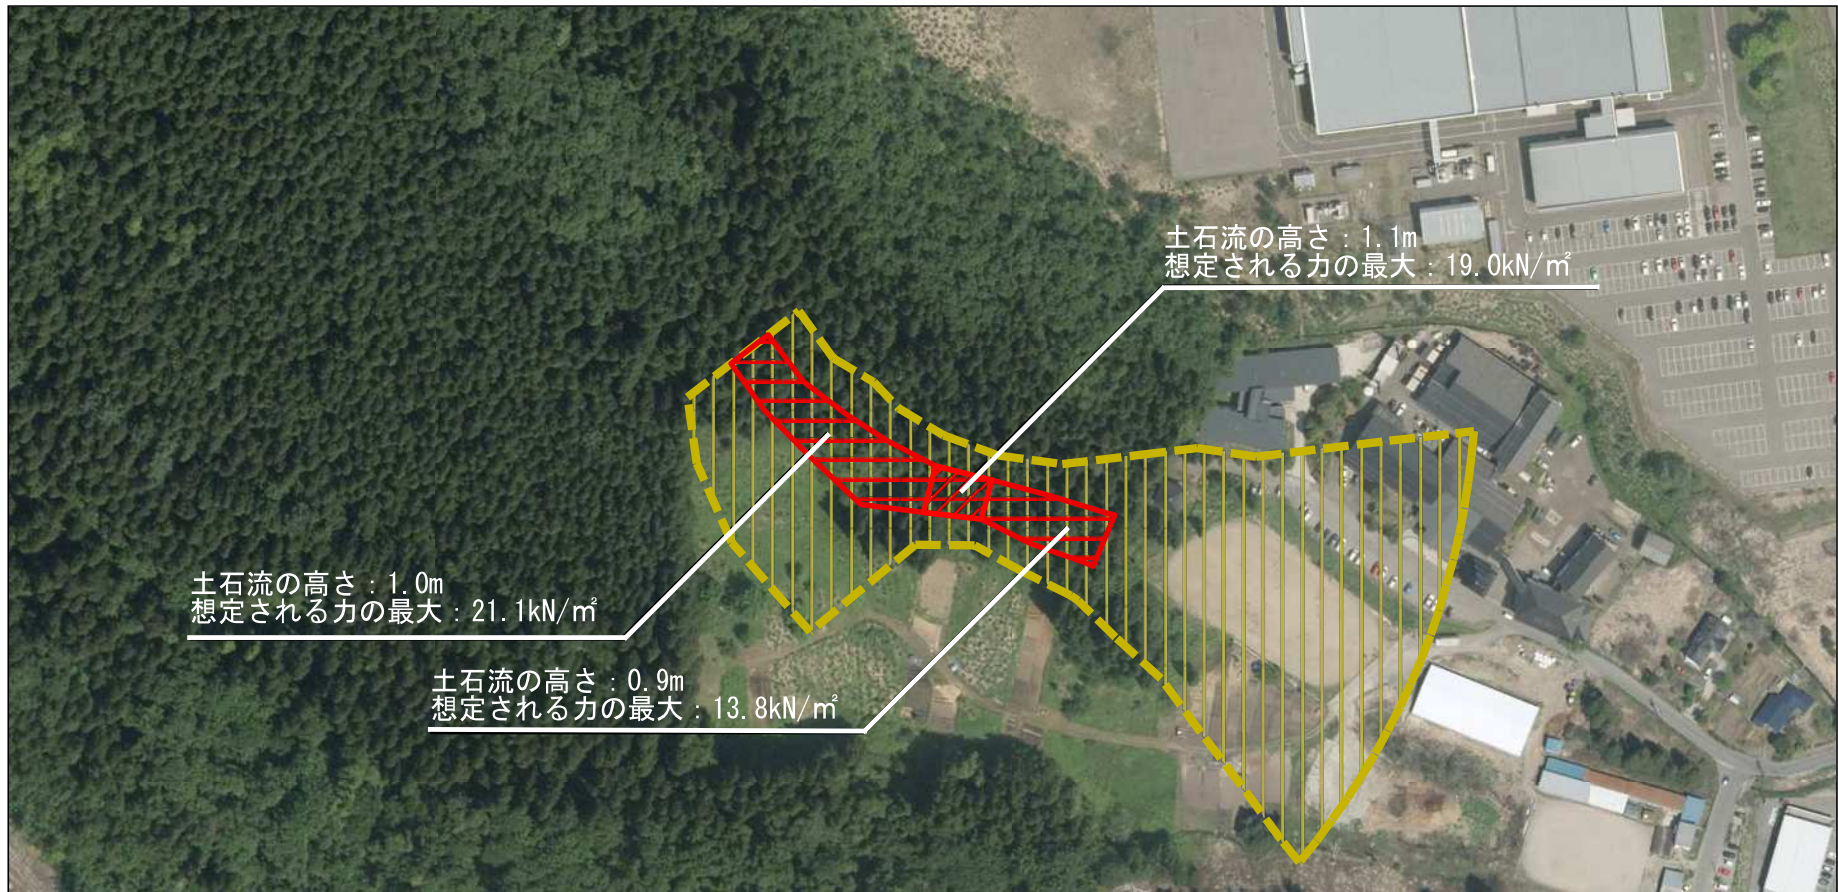 土石流の高さ：1.1m
想定される力の最大：19.0kN/㎡
土石流の高さ：1.0m
想定される力の最大：21.1kN/㎡
土石流の高さ：0.9m
想定される力の最大：13.8kN/㎡